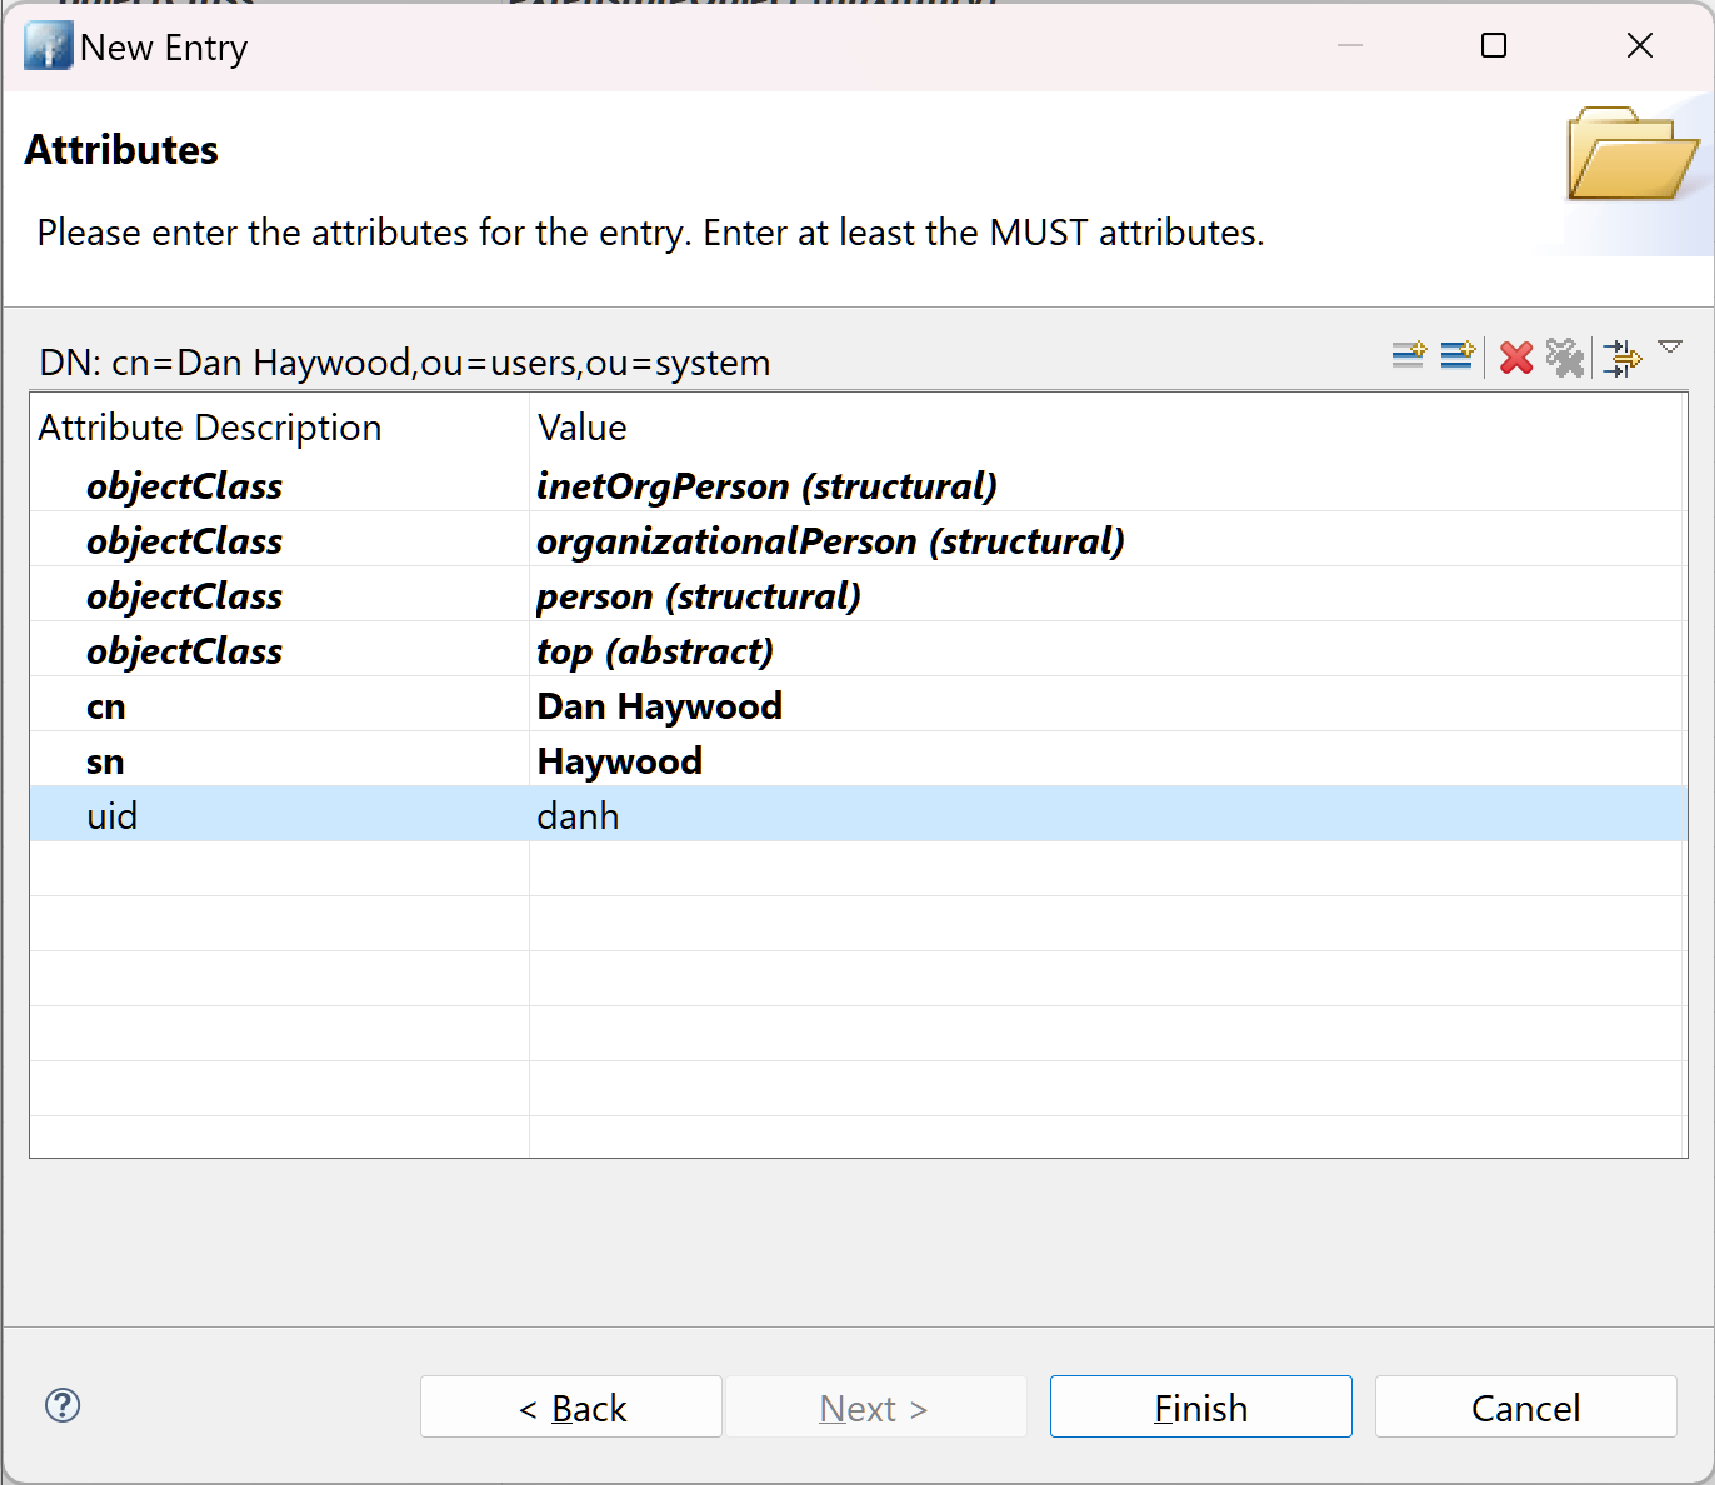 New Entry
Attributes
Please enter the attributes for the entry. Enter at least the MUST attributes.
DN: cn=Dan Haywood,ou=users,ou=system
Attribute Description Value
objectClass inetOrgPerson (structural)
objectClass organizationalPerson (structural)
objectClass person (structural)
objectClass top (abstract)
cn Dan Haywood
sn Haywood
uid danh
< Back Next > Finish Cancel